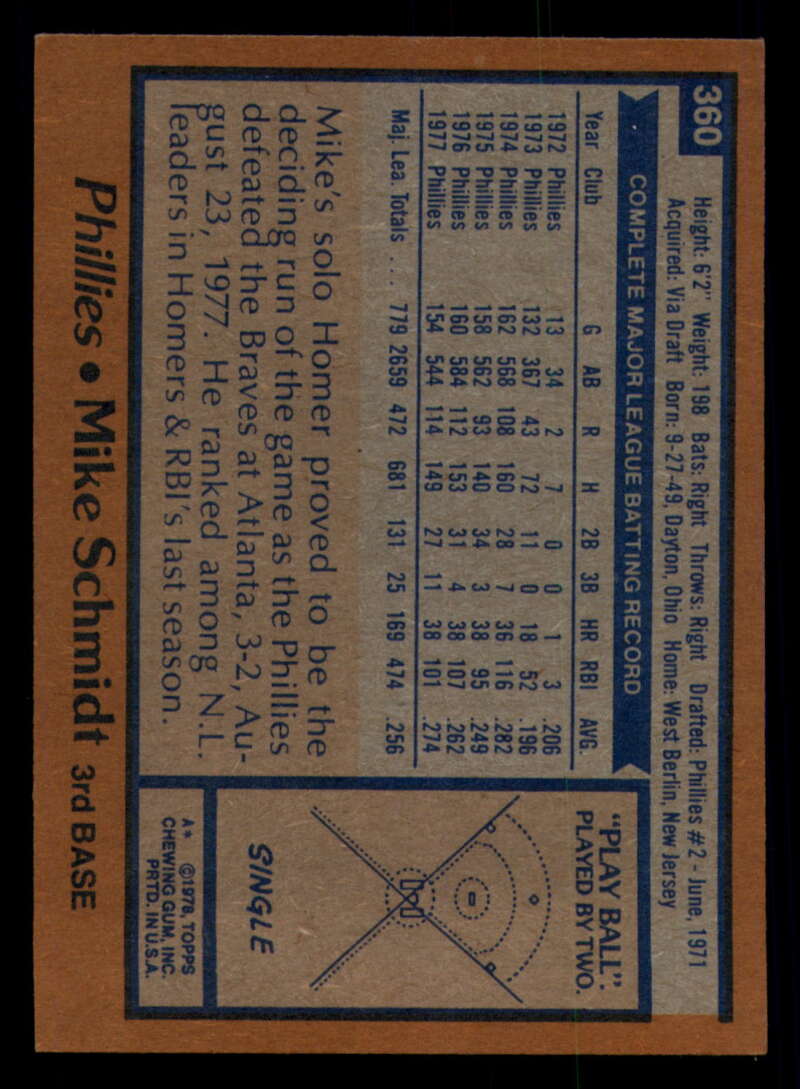 360
Height: 6'2" Weight: 198 Bats: Right Throws: Right Drafted: Phillies #2 - June, 1971
Acquired: Via Draft Born: 9-27-49, Dayton, Ohio Home: West Berlin, New Jersey
COMPLETE MAJOR LEAGUE BATTING RECORD
Year Club G AB R H 2B 3B HR RBI AVG.
1972 Phillies 13 34 2 7 0 0 1 3 .206
1973 Phillies 132 367 43 72 11 0 18 52 .196
1974 Phillies 162 568 108 160 28 7 36 116 .282
1975 Phillies 158 562 93 140 34 3 38 95 .249
1976 Phillies 160 584 112 153 31 4 38 107 .262
1977 Phillies 154 544 114 149 27 11 38 101 .274
Maj. Lea. Totals . . . 779 2659 472 681 131 25 169 474 .256
Mike's solo Homer proved to be the
deciding run of the game as the Phillies
defeated the Braves at Atlanta, 3-2, Au-
gust 23, 1977. He ranked among N.L.
leaders in Homers & RBI's last season.
"PLAY BALL".
PLAYED BY TWO.
SINGLE
A* ©1978, TOPPS
CHEWING GUM, INC.
PRTD. IN U.S.A.
Phillies • Mike Schmidt 3rd BASE